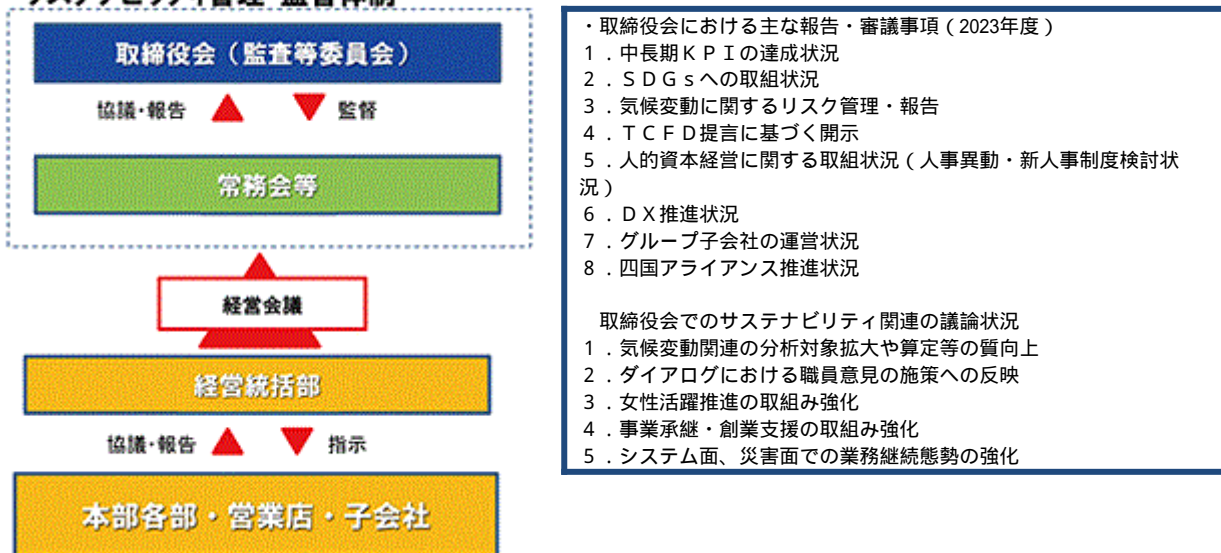 サステナビリティ管理・監督体制
取締役会（監査等委員会）
協議・報告
監督
常務会等
経営会議
経営統括部
協議・報告
指示
本部各部・営業店・子会社
・取締役会における主な報告・審議事項（2023年度）
１．中長期ＫＰＩの達成状況
２．ＳＤＧｓへの取組状況
３．気候変動に関するリスク管理・報告
４．ＴＣＦＤ提言に基づく開示
５．人的資本経営に関する取組状況（人事異動・新人事制度検討状
況）
６．ＤＸ推進状況
７．グループ子会社の運営状況
８．四国アライアンス推進状況
取締役会でのサステナビリティ関連の議論状況
１．気候変動関連の分析対象拡大や算定等の質向上
２．ダイアログにおける職員意見の施策への反映
３．女性活躍推進の取組み強化
４．事業承継・創業支援の取組み強化
５．システム面、災害面での業務継続態勢の強化